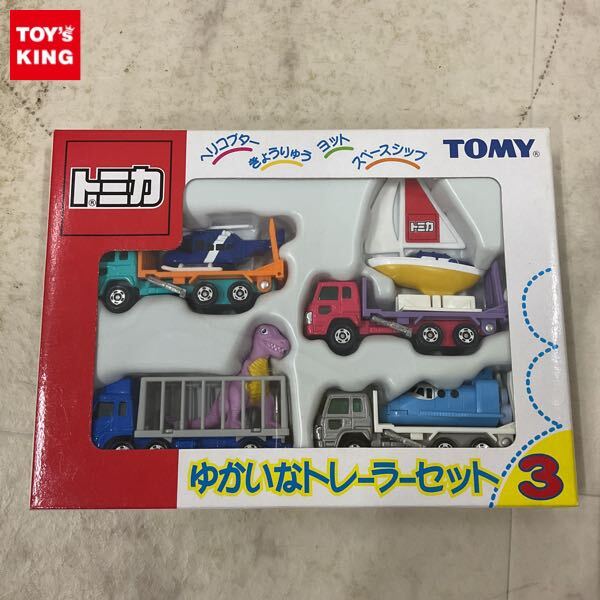 TOY's
KING
ヘリコプター
きょうりゅう
ヨット
スペースシップ
TOMY®
トミカ®
トミカ
ゆかいなトレーラーセット 3